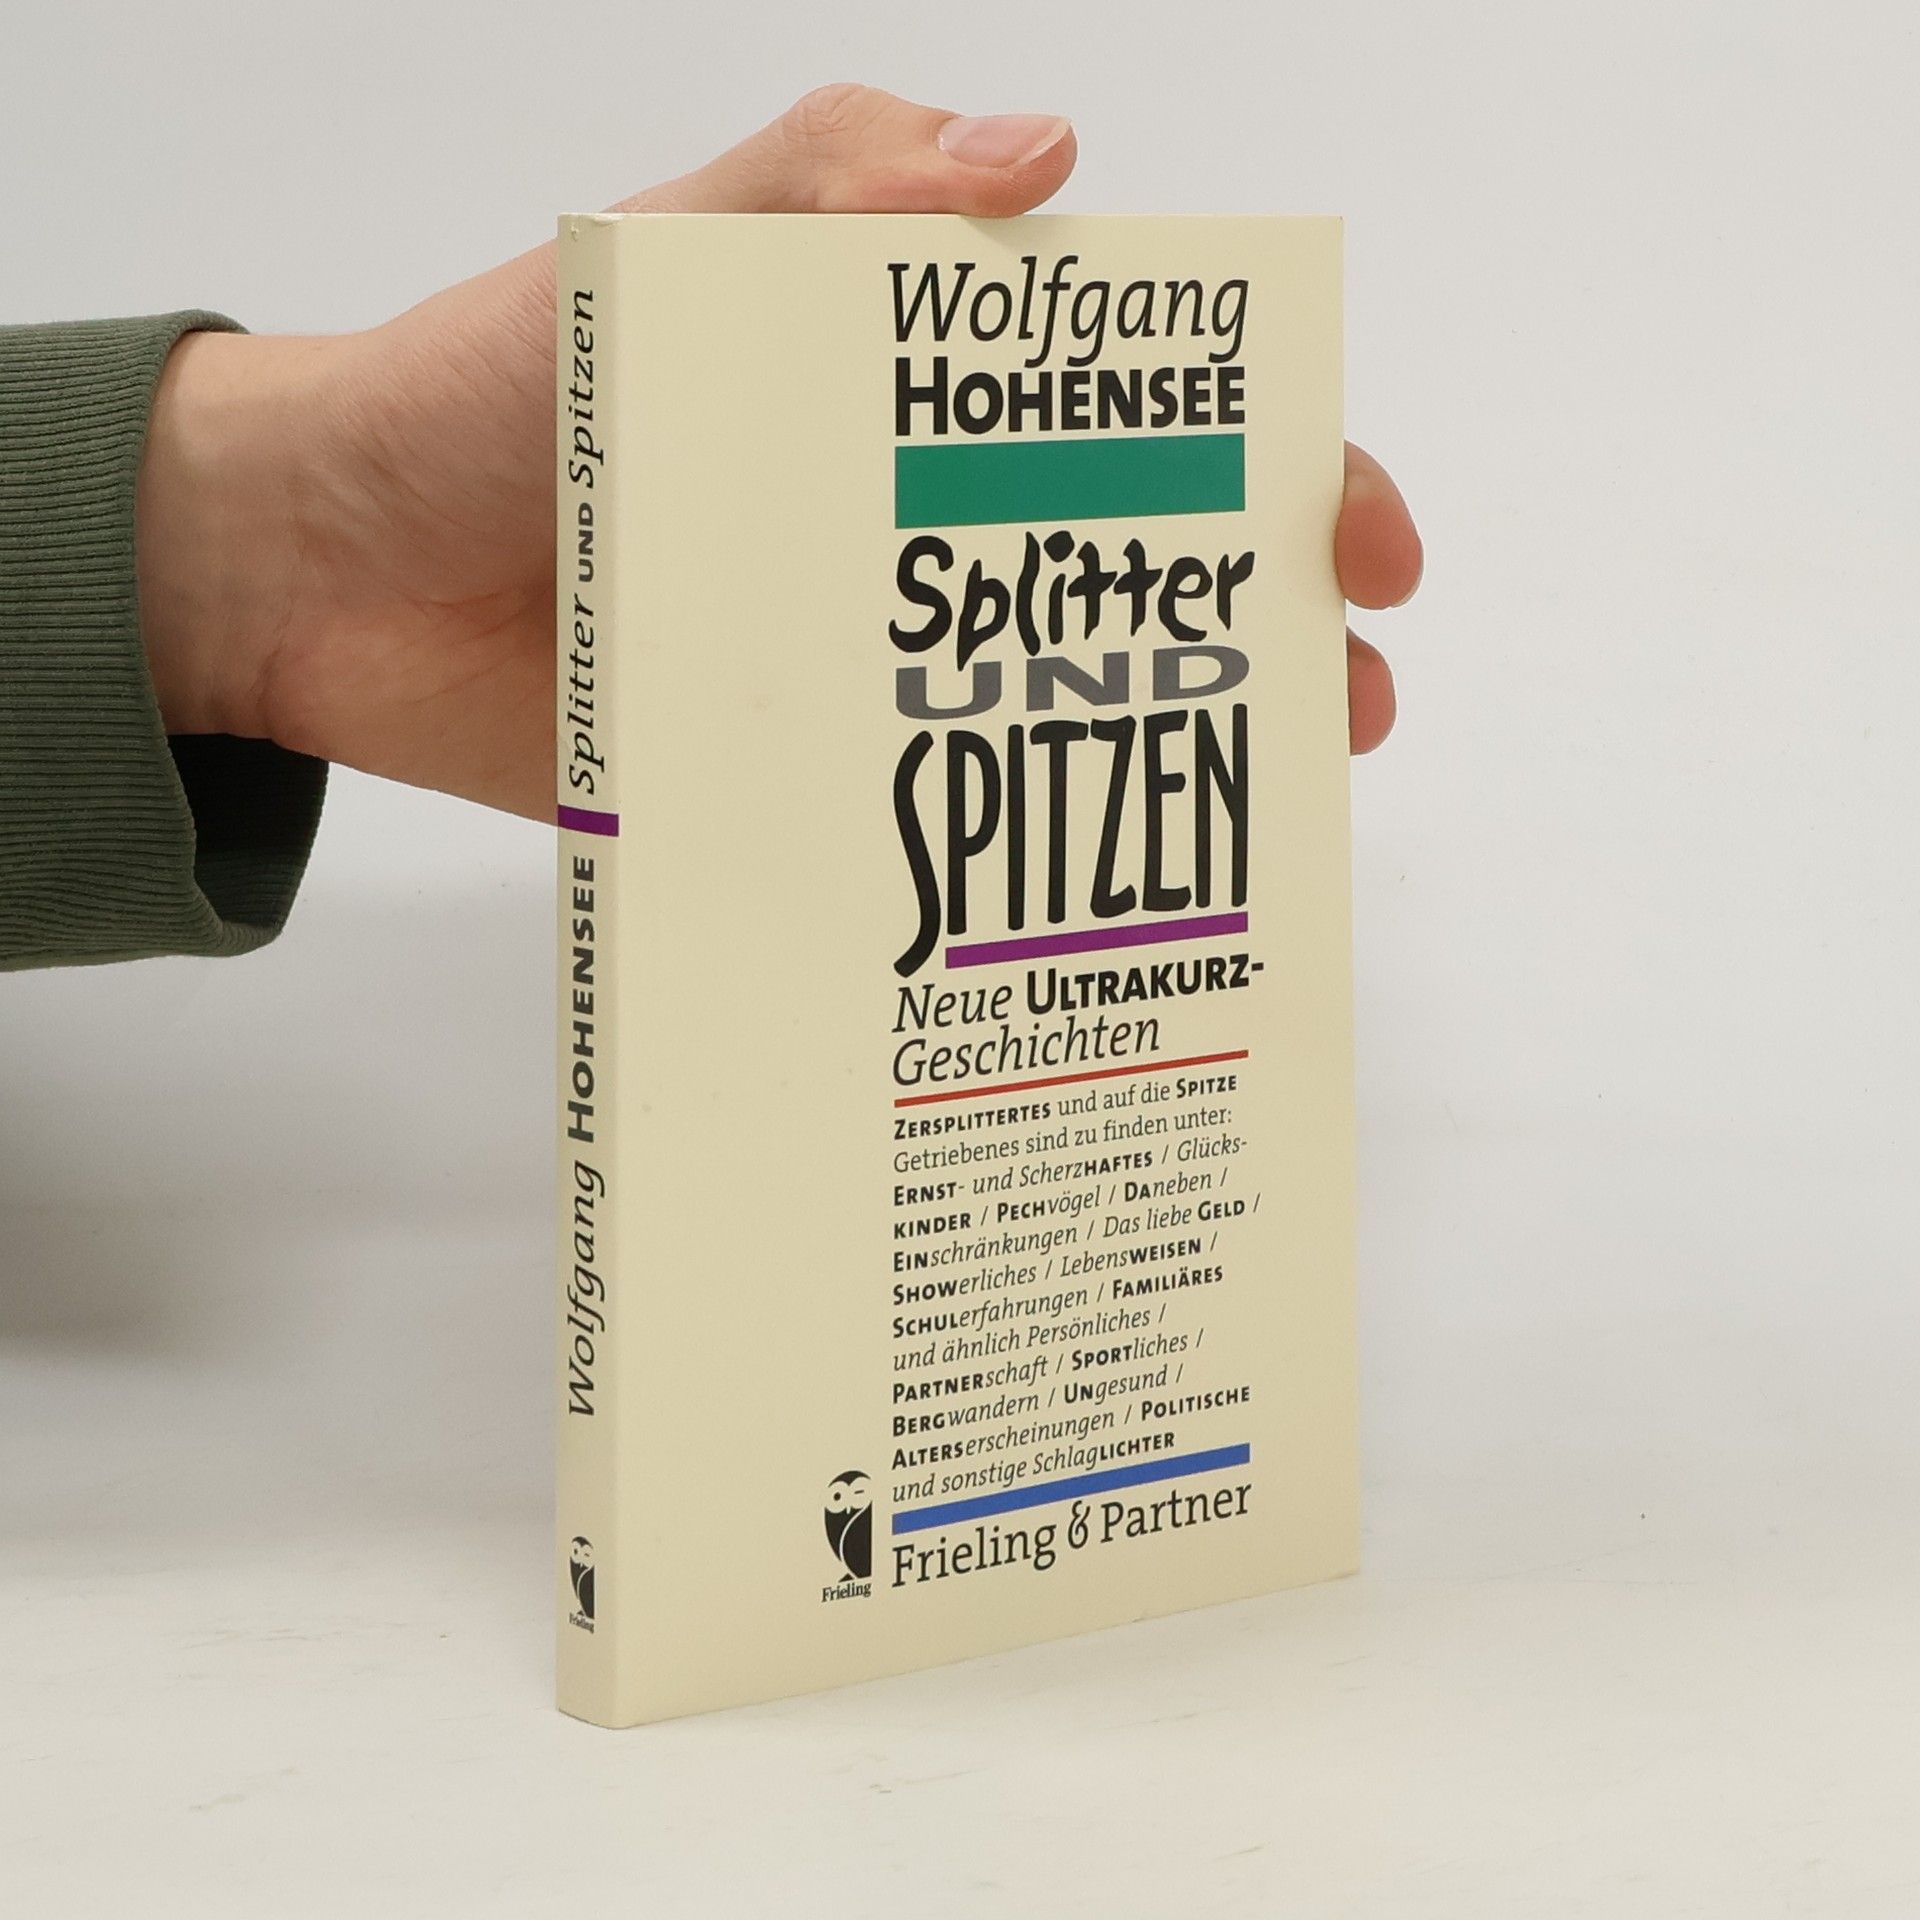 Wolfgang HOHENSEE Splitter UND Spitzen
Frieling
Wolfgang
HOHENSEE
Splitter
UND
SPITZEN
Neue ULTRAKURZ-
Geschichten
ZERSPLITTERTES und auf die SPITZE
Getriebenes sind zu finden unter:
ERNST- und ScherzHAFTES / Glücks-
KINDER / PECHvögel / DAneben /
EINschränkungen / Das liebe GELD /
SHOWerliches / LebensWEISEN /
SCHULerfahrungen / FAMILIÄRES
und ähnlich Persönliches /
PARTNERschaft / SPORTliches /
BERGwandern / UNgesund /
ALTERSerscheinungen / POLITISCHE
und sonstige SchlagLICHTER
Frieling & Partner
Frieling